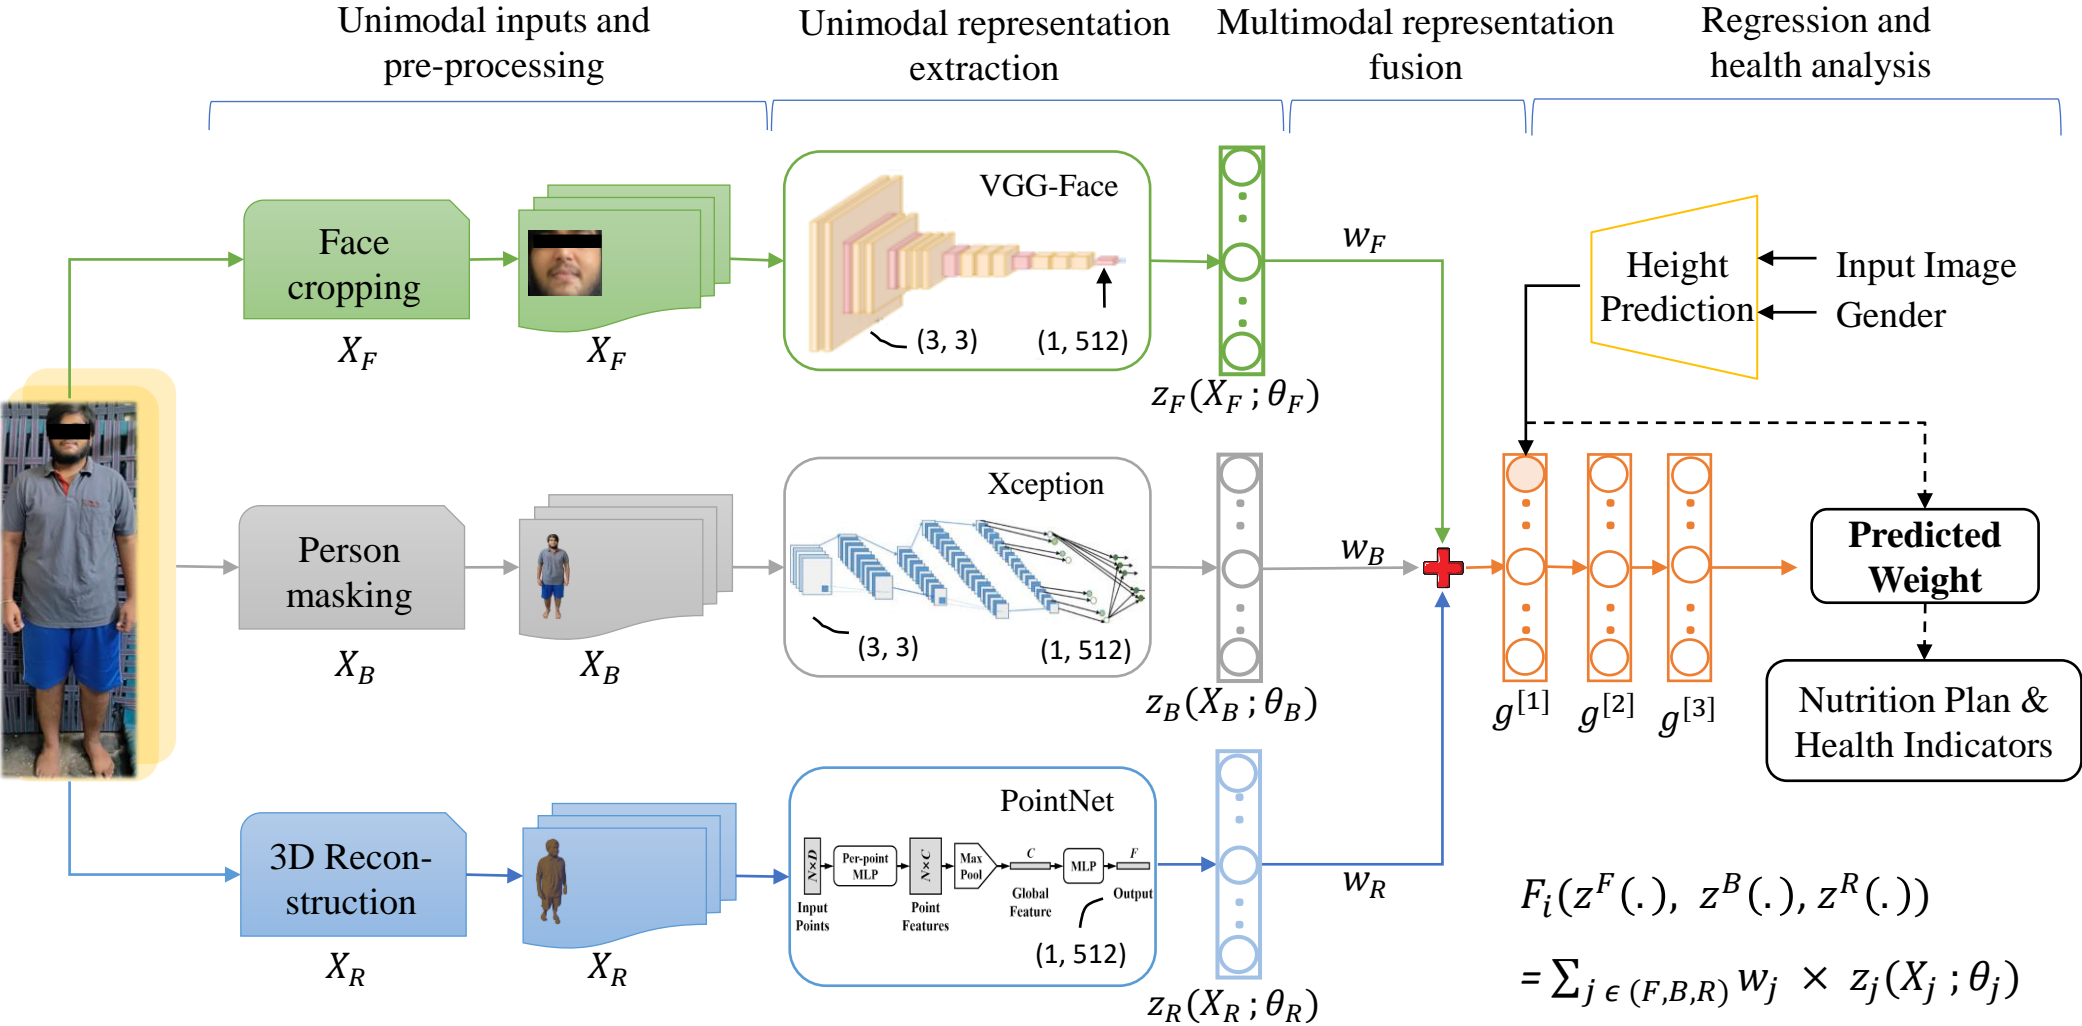 Unimodal inputs and
pre-processing
Unimodal representation
extraction
Multimodal representation
fusion
Regression and
health analysis
Face
cropping
X_F
X_F
VGG-Face
(3, 3)
(1, 512)
z_F(X_F ; θ_F)
w_F
Height
Prediction
Input Image
Gender
Person
masking
X_B
X_B
Xception
(3, 3)
(1, 512)
z_B(X_B ; θ_B)
w_B
g^[1]
g^[2]
g^[3]
Predicted
Weight
Nutrition Plan &
Health Indicators
3D Recon-
struction
X_R
X_R
PointNet
N×D
Input
Points
Per-point
MLP
N×C
Point
Features
Max
Pool
C
Global
Feature
MLP
F
Output
(1, 512)
z_R(X_R ; θ_R)
w_R
F_i(z^F(.), z^B(.), z^R(.))
= ∑_{j ϵ (F,B,R)} w_j × z_j(X_j ; θ_j)